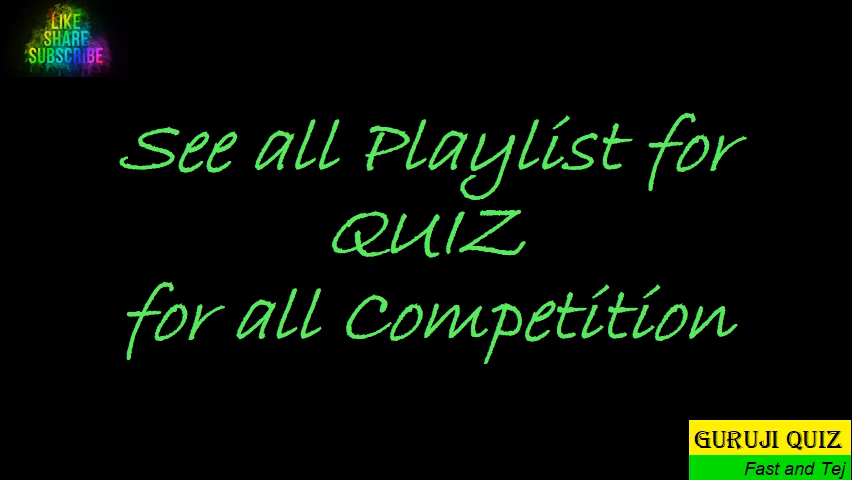 LIKE
SHARE
SUBSCRIBE
See all Playlist for
QUIZ
for all Competition
GURUJI QUIZ
Fast and Tej